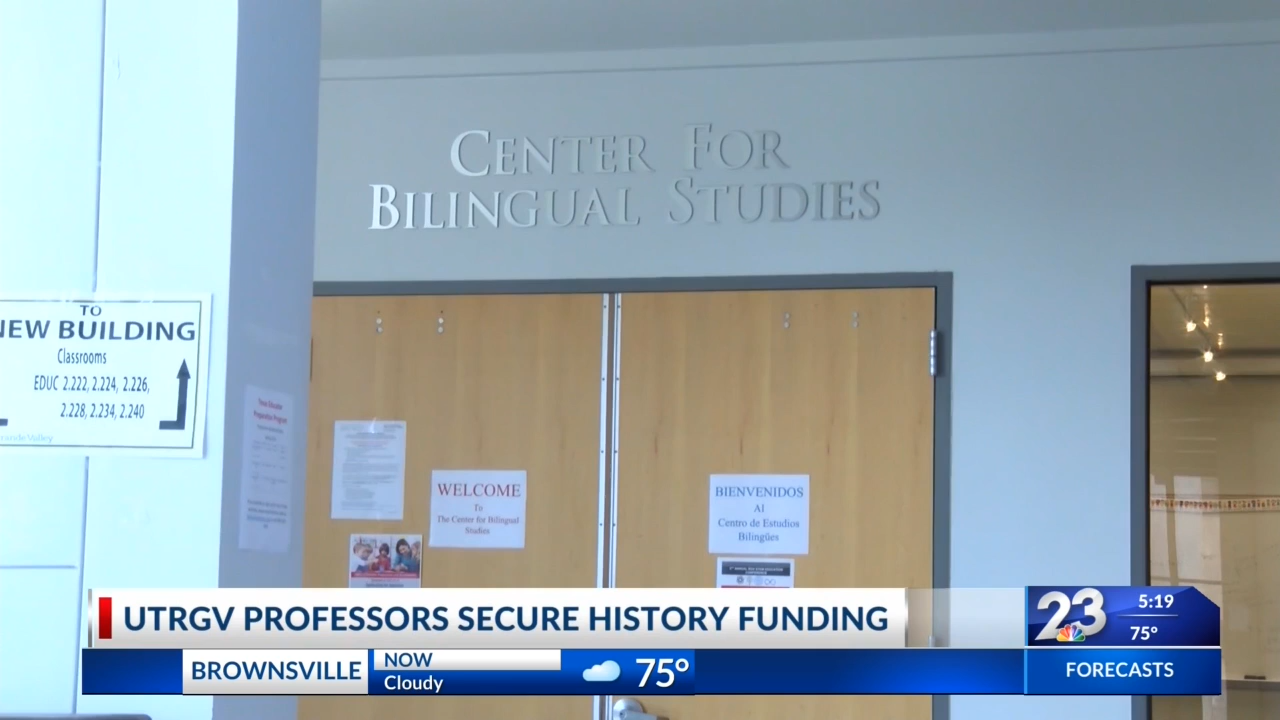 CENTER FOR
BILINGUAL STUDIES
TO
NEW BUILDING
Classrooms
EDUC 2.222, 2.224, 2.226,
2.228, 2.234, 2.240
WELCOME
To
The Center for Bilingual
Studies
BIENVENIDOS
Al
Centro de Estudios
Bilingües
UTRGV PROFESSORS SECURE HISTORY FUNDING
23
5:19
75°
BROWNSVILLE
NOW
Cloudy
75°
FORECASTS